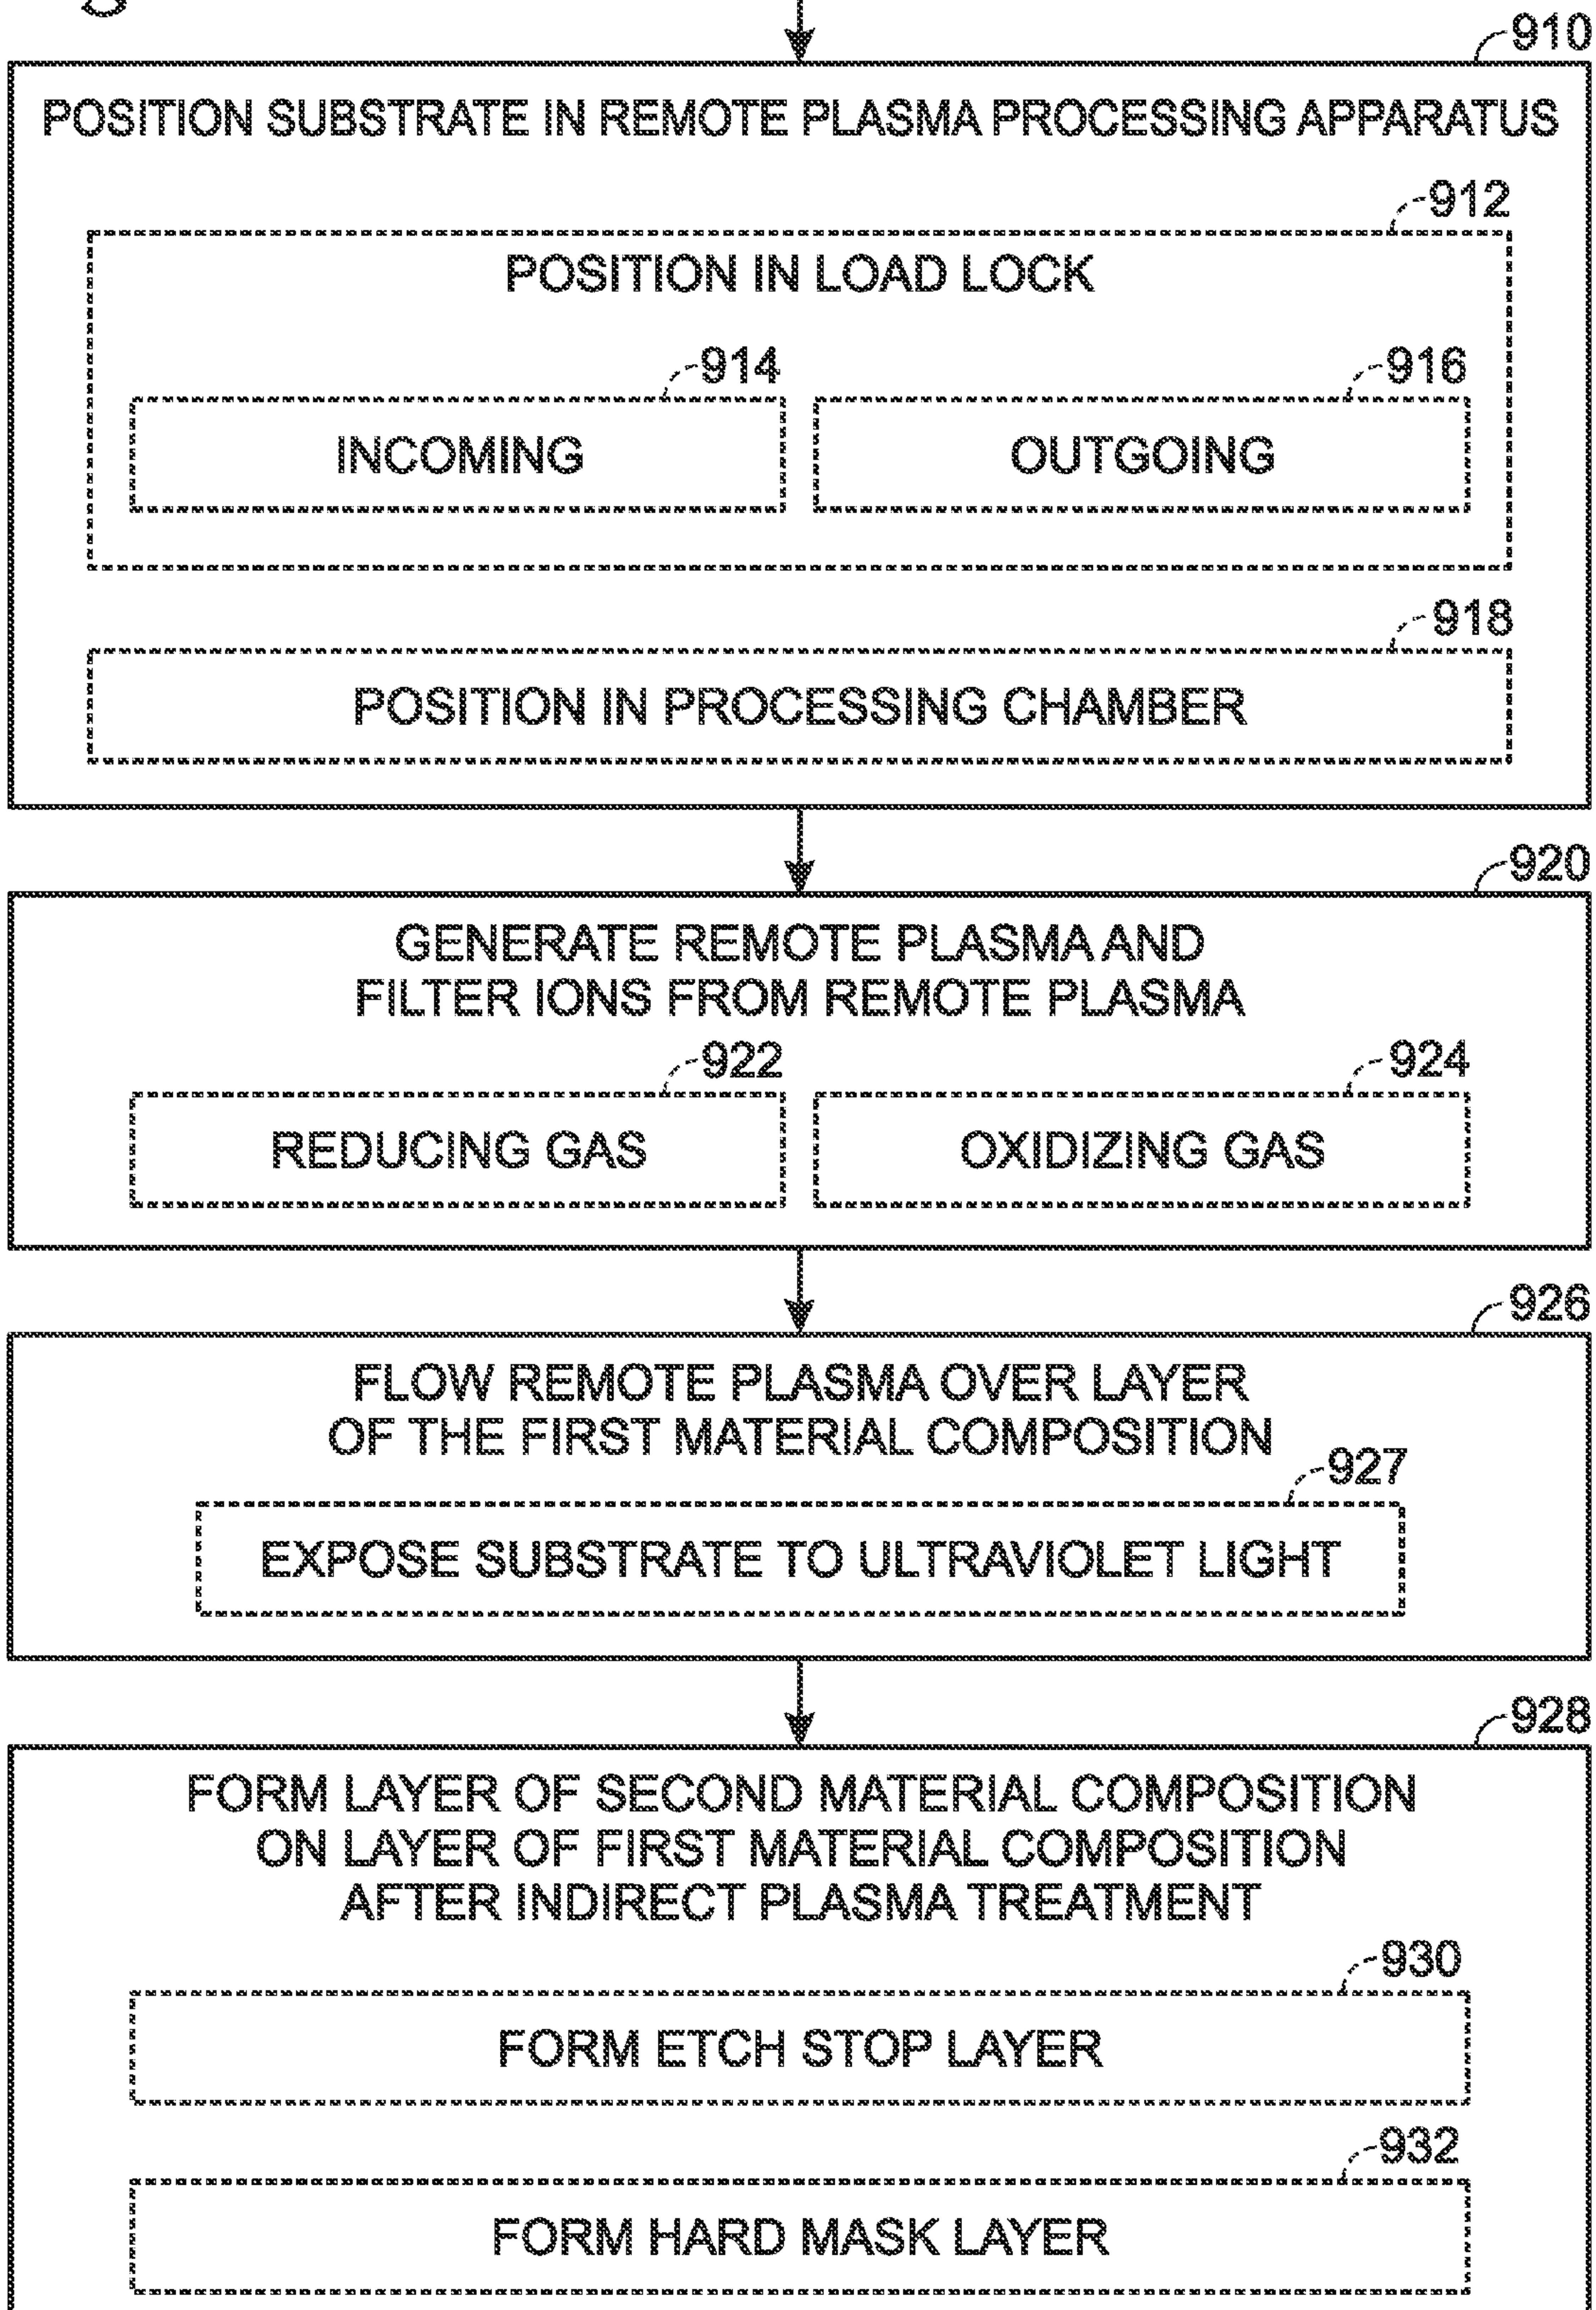 910
POSITION SUBSTRATE IN REMOTE PLASMA PROCESSING APPARATUS
912
POSITION IN LOAD LOCK
914
916
INCOMING
OUTGOING
918
POSITION IN PROCESSING CHAMBER
920
GENERATE REMOTE PLASMA AND
FILTER IONS FROM REMOTE PLASMA
922
924
REDUCING GAS
OXIDIZING GAS
926
FLOW REMOTE PLASMA OVER LAYER
OF THE FIRST MATERIAL COMPOSITION
927
EXPOSE SUBSTRATE TO ULTRAVIOLET LIGHT
928
FORM LAYER OF SECOND MATERIAL COMPOSITION
ON LAYER OF FIRST MATERIAL COMPOSITION
AFTER INDIRECT PLASMA TREATMENT
930
FORM ETCH STOP LAYER
932
FORM HARD MASK LAYER